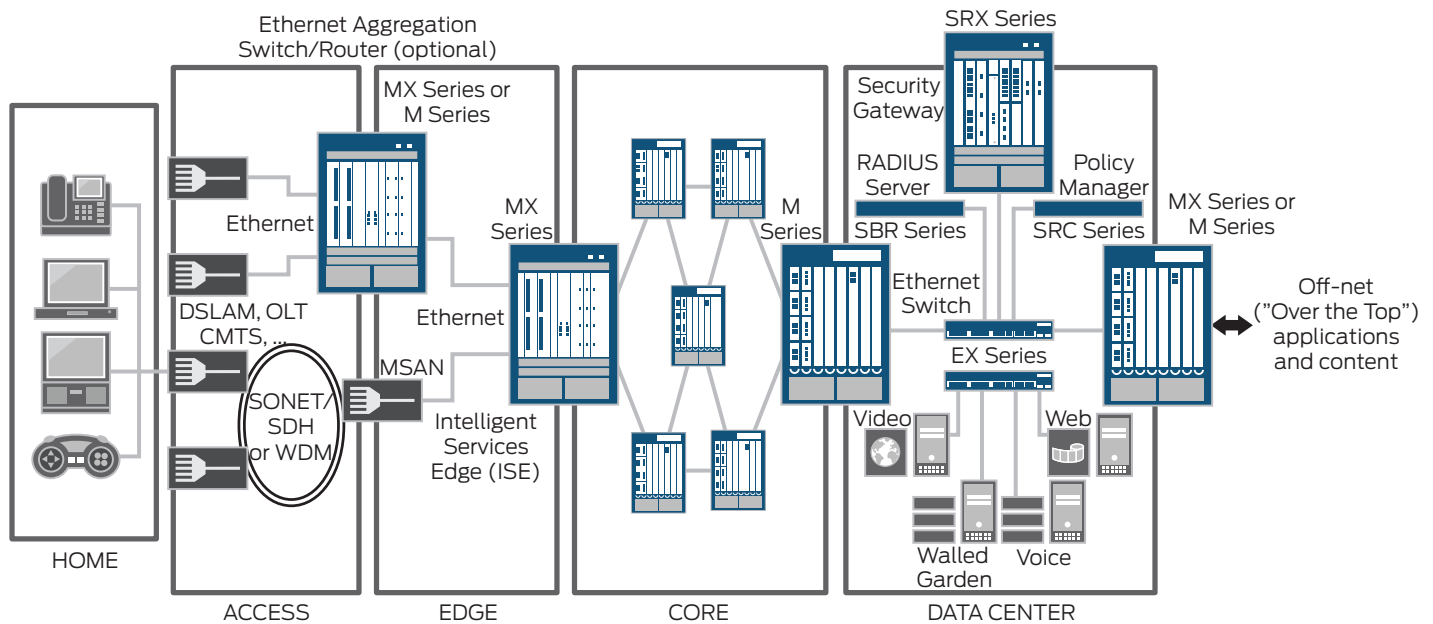 Ethernet Aggregation
Switch/Router (optional)
SRX Series
MX Series or
M Series
Security
Gateway
RADIUS
Server
Policy
Manager
Ethernet
MX
Series
M
Series
SBR Series
SRC Series
MX Series or
M Series
Ethernet
Switch
DSLAM, OLT
CMTS, ...
Ethernet
EX Series
Off-net
("Over the Top")
applications
and content
MSAN
SONET/
SDH
or WDM
Intelligent
Services
Edge (ISE)
Video
Web
Walled
Garden
Voice
HOME
ACCESS
EDGE
CORE
DATA CENTER